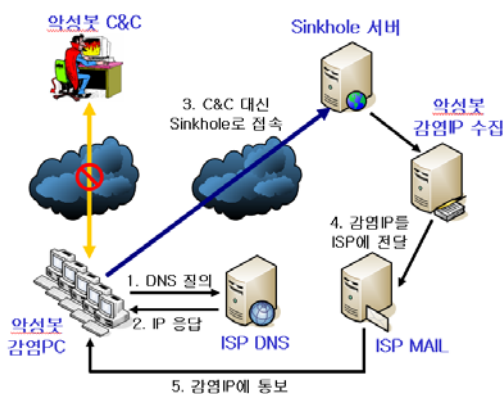 악성봇 C&C
Sinkhole 서버
3. C&C 대신
Sinkhole로 접속
악성봇
감염IP 수집
4. 감염IP를
ISP에 전달
1. DNS 질의
2. IP 응답
악성봇
감염PC
ISP DNS
ISP MAIL
5. 감염IP에 통보